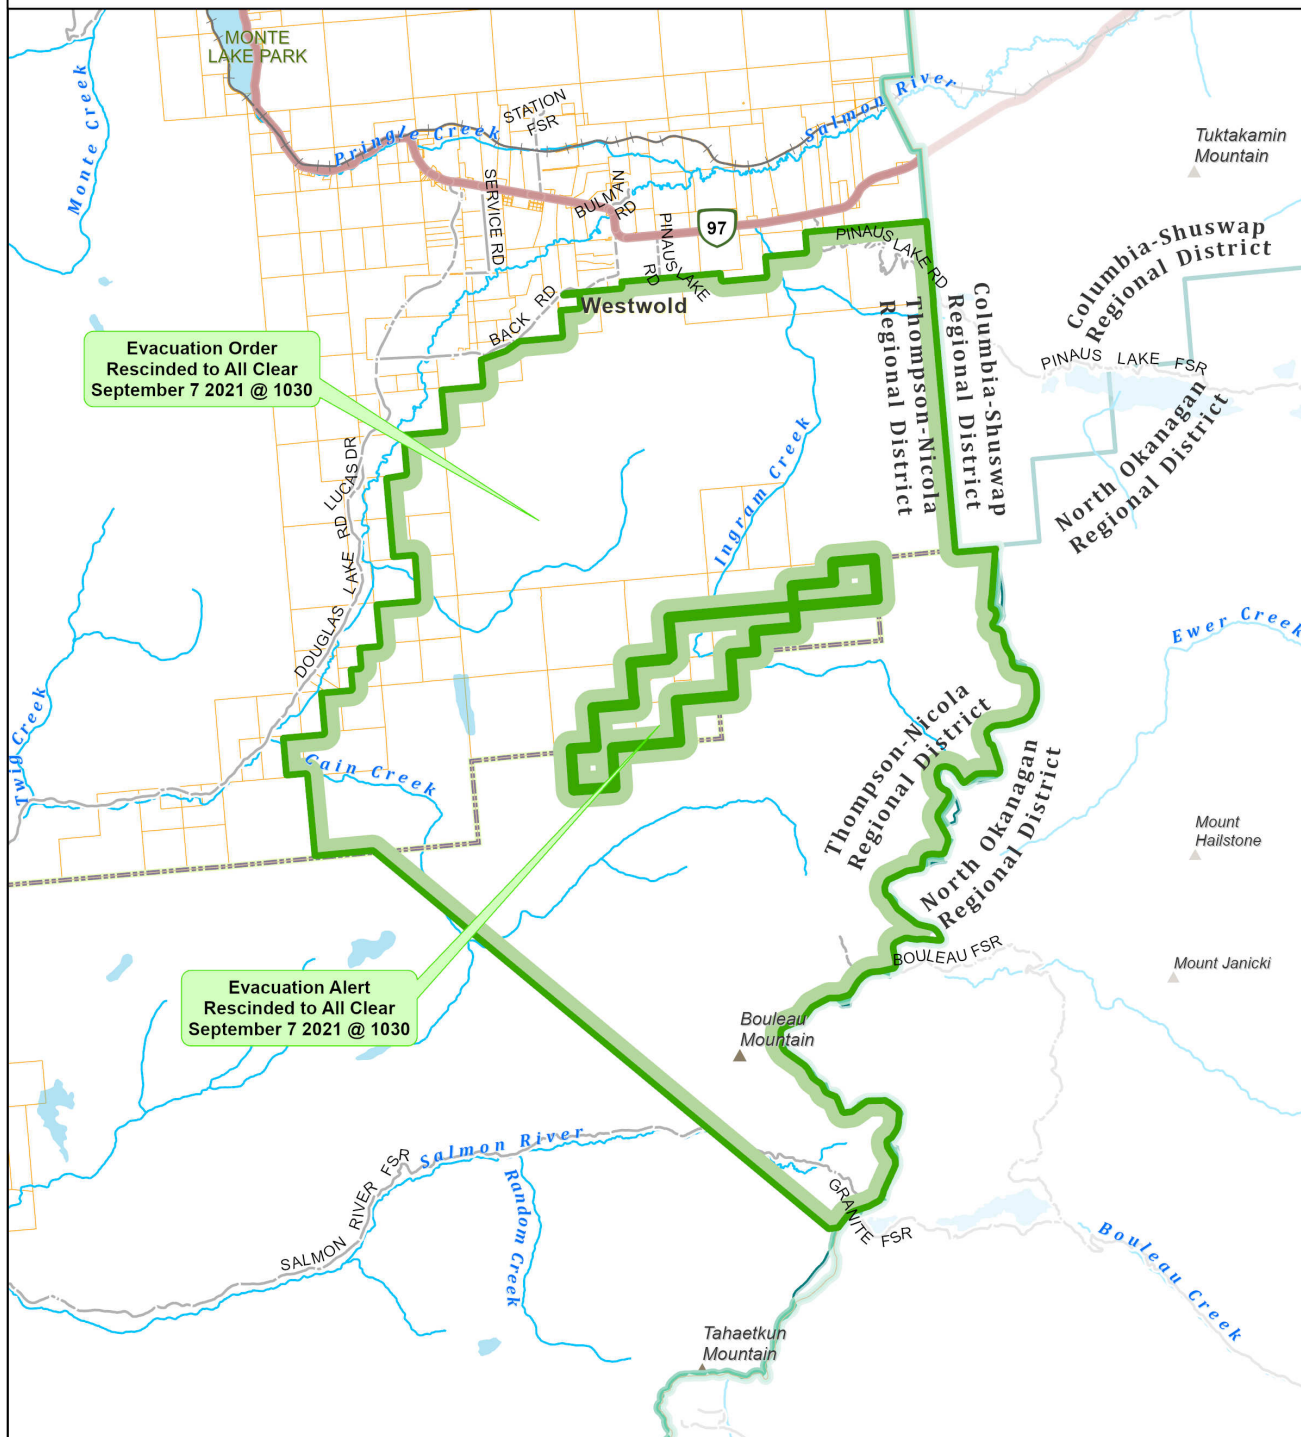 MONTE
LAKE PARK
Monte Creek
Pringle Creek
STATION
FSR
Salmon River
Tuktakamin
Mountain
SERVICE RD
BULMAN
RD
PINAUS LAKE
RD
97
PINAUS LAKE RD
Columbia-Shuswap
Regional District
Westwold
BACK RD
Thompson-Nicola
Regional District
Columbia-Shuswap
Regional District
PINAUS LAKE FSR
North Okanagan
Regional District
Evacuation Order
Rescinded to All Clear
September 7 2021 @ 1030
LUCAS DR
DOUGLAS LAKE RD
Ingram Creek
Ewer Creek
Twig Creek
Cain Creek
Thompson-Nicola
Regional District
North Okanagan
Regional District
Mount
Hailstone
BOULEAU FSR
Mount Janicki
Evacuation Alert
Rescinded to All Clear
September 7 2021 @ 1030
Bouleau
Mountain
Salmon River
SALMON RIVER FSR
Random Creek
GRANITE FSR
Bouleau Creek
Tahaetkun
Mountain